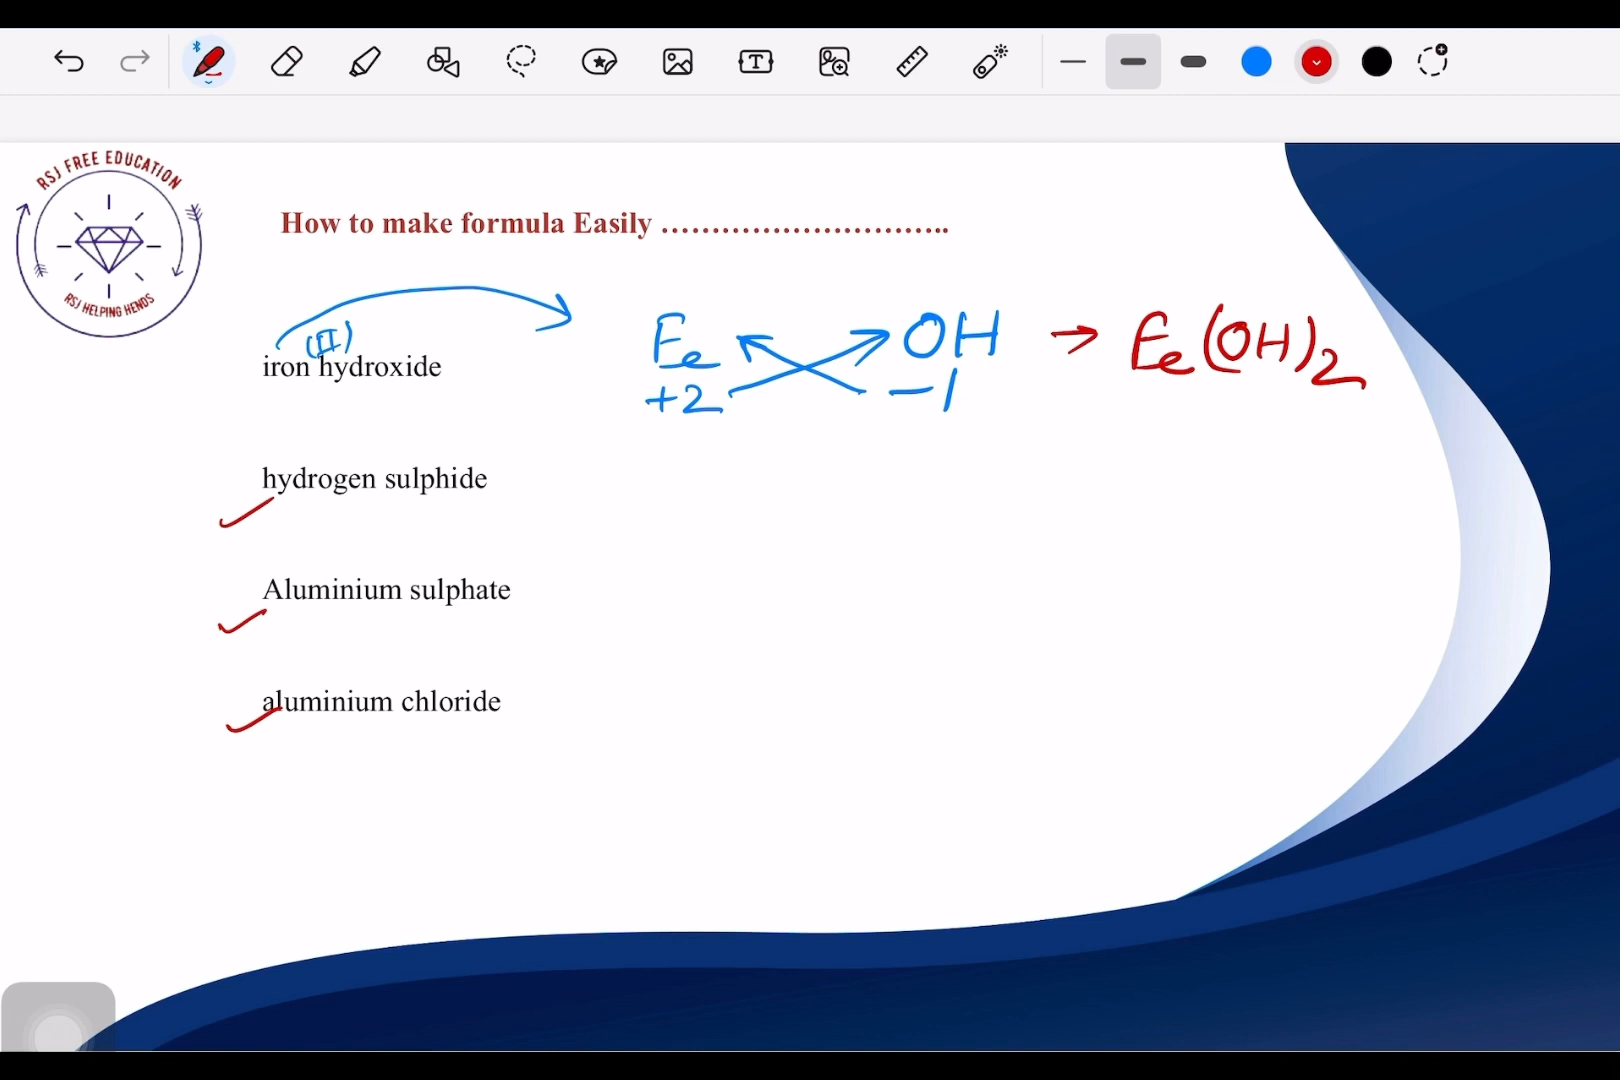 RSJ FREE EDUCATION
RSJ HELPING HENDS
How to make formula Easily ………………………..
(II)
iron hydroxide
Fe OH → Fe(OH)2
+2 -1
hydrogen sulphide
Aluminium sulphate
aluminium chloride